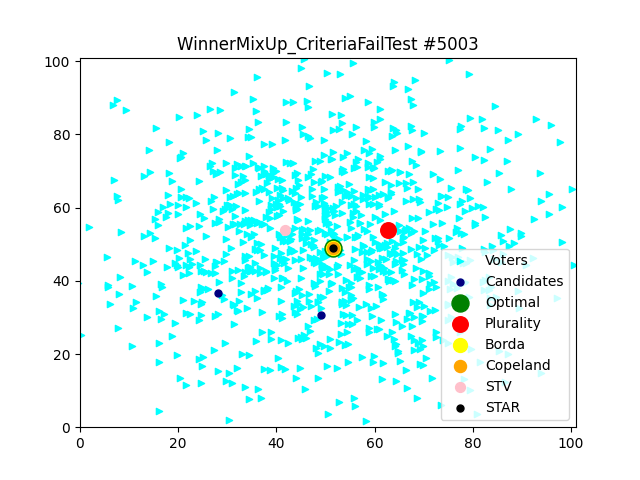 WinnerMixUp_CriteriaFailTest #5003
100
80
60
40
20
0
0
20
40
60
80
100
Voters
Candidates
Optimal
Plurality
Borda
Copeland
STV
STAR